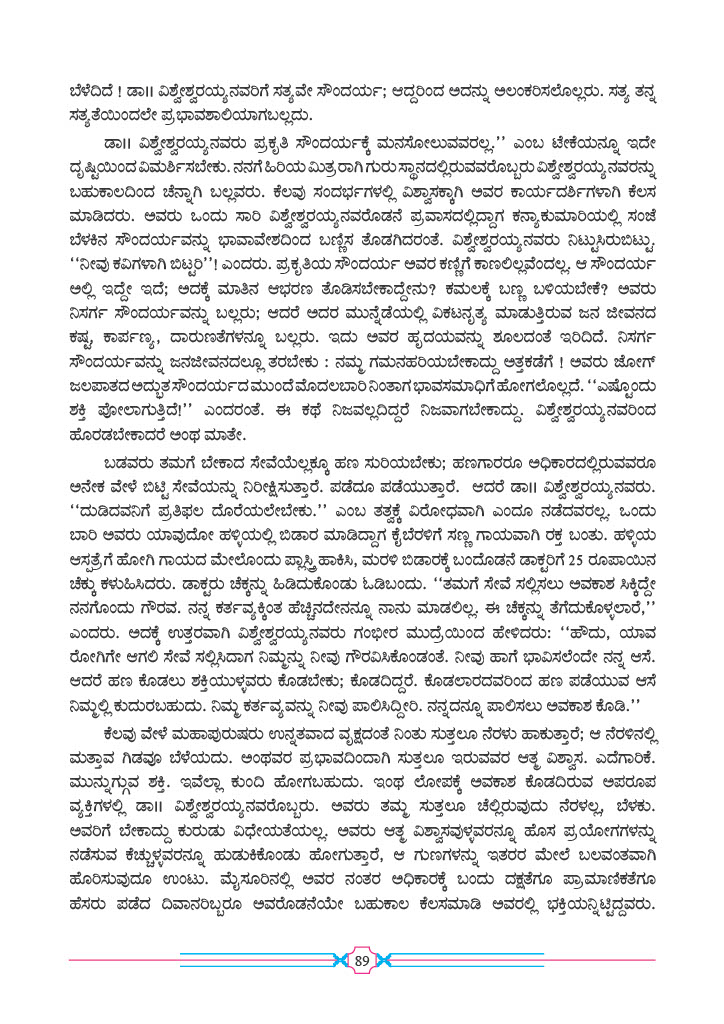 ಬೆಳೆದಿದೆ ! ಡಾ।। ವಿಶ್ವೇಶ್ವರಯ್ಯನವರಿಗೆ ಸತ್ಯವೇ ಸೌಂದರ್ಯ; ಆದ್ದರಿಂದ ಅದನ್ನು ಅಲಂಕರಿಸಲೊಲ್ಲರು. ಸತ್ಯ ತನ್ನ
ಸತ್ಯತೆಯಿಂದಲೇ ಪ್ರಭಾವಶಾಲಿಯಾಗಬಲ್ಲದು.
ಡಾ।। ವಿಶ್ವೇಶ್ವರಯ್ಯನವರು ಪ್ರಕೃತಿ ಸೌಂದರ್ಯಕ್ಕೆ ಮನಸೋಲುವವರಲ್ಲ.’’ ಎಂಬ ಟೀಕೆಯನ್ನೂ ಇದೇ
ದೃಷ್ಟಿಯಿಂದ ವಿಮರ್ಶಿಸಬೇಕು. ನನಗೆ ಹಿರಿಯ ಮಿತ್ರರಾಗಿ ಗುರುಸ್ಥಾನದಲ್ಲಿರುವವರೊಬ್ಬರು ವಿಶ್ವೇಶ್ವರಯ್ಯನವರನ್ನು
ಬಹುಕಾಲದಿಂದ ಚೆನ್ನಾಗಿ ಬಲ್ಲವರು. ಕೆಲವು ಸಂದರ್ಭಗಳಲ್ಲಿ ವಿಶ್ವಾಸಕ್ಕಾಗಿ ಅವರ ಕಾರ್ಯದರ್ಶಿಗಳಾಗಿ ಕೆಲಸ
ಮಾಡಿದರು. ಅವರು ಒಂದು ಸಾರಿ ವಿಶ್ವೇಶ್ವರಯ್ಯನವರೊಡನೆ ಪ್ರವಾಸದಲ್ಲಿದ್ದಾಗ ಕನ್ಯಾಕುಮಾರಿಯಲ್ಲಿ ಸಂಜೆ
ಬೆಳಕಿನ ಸೌಂದರ್ಯವನ್ನು ಭಾವಾವೇಶದಿಂದ ಬಣ್ಣಿಸ ತೊಡಗಿದರಂತೆ. ವಿಶ್ವೇಶ್ವರಯ್ಯನವರು ನಿಟ್ಟುಸಿರುಬಿಟ್ಟು.
‘‘ನೀವು ಕವಿಗಳಾಗಿ ಬಿಟ್ಟರಿ’’! ಎಂದರು. ಪ್ರಕೃತಿಯ ಸೌಂದರ್ಯ ಅವರ ಕಣ್ಣಿಗೆ ಕಾಣಲಿಲ್ಲವೆಂದಲ್ಲ. ಆ ಸೌಂದರ್ಯ
ಅಲ್ಲಿ ಇದ್ದೇ ಇದೆ; ಅದಕ್ಕೆ ಮಾತಿನ ಆಭರಣ ತೊಡಿಸಬೇಕಾದ್ದೇನು? ಕಮಲಕ್ಕೆ ಬಣ್ಣ ಬಳಿಯಬೇಕೆ? ಅವರು
ನಿಸರ್ಗ ಸೌಂದರ್ಯವನ್ನು ಬಲ್ಲರು; ಆದರೆ ಅದರ ಮುನ್ನೆಡೆಯಲ್ಲಿ ವಿಕಟನೃತ್ಯ ಮಾಡುತ್ತಿರುವ ಜನ ಜೀವನದ
ಕಷ್ಟ, ಕಾರ್ಪಣ್ಯ, ದಾರುಣತೆಗಳನ್ನೂ ಬಲ್ಲರು. ಇದು ಅವರ ಹೃದಯವನ್ನು ಶೂಲದಂತೆ ಇರಿದಿದೆ. ನಿಸರ್ಗ
ಸೌಂದರ್ಯವನ್ನು ಜನಜೀವನದಲ್ಲೂ ತರಬೇಕು : ನಮ್ಮ ಗಮನಹರಿಯಬೇಕಾದ್ದು ಅತ್ತಕಡೆಗೆ ! ಅವರು ಜೋಗ್
ಜಲಪಾತದ ಅದ್ಭುತ ಸೌಂದರ್ಯದ ಮುಂದೆ ಮೊದಲಬಾರಿ ನಿಂತಾಗ ಭಾವಸಮಾಧಿಗೆ ಹೋಗಲೊಲ್ಲದೆ. ‘‘ಎಷ್ಟೊಂದು
ಶಕ್ತಿ ಪೋಲಾಗುತ್ತಿದೆ!’’ ಎಂದರಂತೆ. ಈ ಕಥೆ ನಿಜವಲ್ಲದಿದ್ದರೆ ನಿಜವಾಗಬೇಕಾದ್ದು. ವಿಶ್ವೇಶ್ವರಯ್ಯನವರಿಂದ
ಹೊರಡಬೇಕಾದರೆ ಅಂಥ ಮಾತೇ.
ಬಡವರು ತಮಗೆ ಬೇಕಾದ ಸೇವೆಯೆಲ್ಲಕ್ಕೂ ಹಣ ಸುರಿಯಬೇಕು; ಹಣಗಾರರೂ ಅಧಿಕಾರದಲ್ಲಿರುವವರೂ
ಅನೇಕ ವೇಳೆ ಬಿಟ್ಟಿ ಸೇವೆಯನ್ನು ನಿರೀಕ್ಷಿಸುತ್ತಾರೆ. ಪಡೆದೂ ಪಡೆಯುತ್ತಾರೆ. ಆದರೆ ಡಾ।। ವಿಶ್ವೇಶ್ವರಯ್ಯನವರು.
‘‘ದುಡಿದವನಿಗೆ ಪ್ರತಿಫಲ ದೊರೆಯಲೇಬೇಕು.’’ ಎಂಬ ತತ್ವಕ್ಕೆ ವಿರೋಧವಾಗಿ ಎಂದೂ ನಡೆದವರಲ್ಲ. ಒಂದು
ಬಾರಿ ಅವರು ಯಾವುದೋ ಹಳ್ಳಿಯಲ್ಲಿ ಬಿಡಾರ ಮಾಡಿದ್ದಾಗ ಕೈಬೆರಳಿಗೆ ಸಣ್ಣ ಗಾಯವಾಗಿ ರಕ್ತ ಬಂತು. ಹಳ್ಳಿಯ
ಆಸ್ಪತ್ರೆಗೆ ಹೋಗಿ ಗಾಯದ ಮೇಲೊಂದು ಪ್ಲಾಸ್ತ್ರಿ ಹಾಕಿಸಿ, ಮರಳಿ ಬಿಡಾರಕ್ಕೆ ಬಂದೊಡನೆ ಡಾಕ್ಟರಿಗೆ 25 ರೂಪಾಯಿನ
ಚೆಕ್ಕು ಕಳುಹಿಸಿದರು. ಡಾಕ್ಟರು ಚೆಕ್ಕನ್ನು ಹಿಡಿದುಕೊಂಡು ಓಡಿಬಂದು. ‘‘ತಮಗೆ ಸೇವೆ ಸಲ್ಲಿಸಲು ಅವಕಾಶ ಸಿಕ್ಕಿದ್ದೇ
ನನಗೊಂದು ಗೌರವ. ನನ್ನ ಕರ್ತವ್ಯಕ್ಕಿಂತ ಹೆಚ್ಚಿನದೇನನ್ನೂ ನಾನು ಮಾಡಲಿಲ್ಲ. ಈ ಚೆಕ್ಕನ್ನು ತೆಗೆದುಕೊಳ್ಳಲಾರೆ,’’
ಎಂದರು. ಅದಕ್ಕೆ ಉತ್ತರವಾಗಿ ವಿಶ್ವೇಶ್ವರಯ್ಯನವರು ಗಂಭೀರ ಮುದ್ರೆಯಿಂದ ಹೇಳಿದರು: ‘‘ಹೌದು, ಯಾವ
ರೋಗಿಗೇ ಆಗಲಿ ಸೇವೆ ಸಲ್ಲಿಸಿದಾಗ ನಿಮ್ಮನ್ನು ನೀವು ಗೌರವಿಸಿಕೊಂಡಂತೆ. ನೀವು ಹಾಗೆ ಭಾವಿಸಲೆಂದೇ ನನ್ನ ಆಸೆ.
ಆದರೆ ಹಣ ಕೊಡಲು ಶಕ್ತಿಯುಳ್ಳವರು ಕೊಡಬೇಕು; ಕೊಡದಿದ್ದರೆ. ಕೊಡಲಾರದವರಿಂದ ಹಣ ಪಡೆಯುವ ಆಸೆ
ನಿಮ್ಮಲ್ಲಿ ಕುದುರಬಹುದು. ನಿಮ್ಮ ಕರ್ತವ್ಯವನ್ನು ನೀವು ಪಾಲಿಸಿದ್ದೀರಿ. ನನ್ನದನ್ನೂ ಪಾಲಿಸಲು ಅವಕಾಶ ಕೊಡಿ.’’
ಕೆಲವು ವೇಳೆ ಮಹಾಪುರುಷರು ಉನ್ನತವಾದ ವೃಕ್ಷದಂತೆ ನಿಂತು ಸುತ್ತಲೂ ನೆರಳು ಹಾಕುತ್ತಾರೆ; ಆ ನೆರಳಿನಲ್ಲಿ
ಮತ್ತಾವ ಗಿಡವೂ ಬೆಳೆಯದು. ಅಂಥವರ ಪ್ರಭಾವದಿಂದಾಗಿ ಸುತ್ತಲೂ ಇರುವವರ ಆತ್ಮ ವಿಶ್ವಾಸ. ಎದೆಗಾರಿಕೆ.
ಮುನ್ನುಗ್ಗುವ ಶಕ್ತಿ. ಇವೆಲ್ಲಾ ಕುಂದಿ ಹೋಗಬಹುದು. ಇಂಥ ಲೋಪಕ್ಕೆ ಅವಕಾಶ ಕೊಡದಿರುವ ಅಪರೂಪ
ವ್ಯಕ್ತಿಗಳಲ್ಲಿ ಡಾ।। ವಿಶ್ವೇಶ್ವರಯ್ಯನವರೊಬ್ಬರು. ಅವರು ತಮ್ಮ ಸುತ್ತಲೂ ಚೆಲ್ಲಿರುವುದು ನೆರಳಲ್ಲ, ಬೆಳಕು.
ಅವರಿಗೆ ಬೇಕಾದ್ದು ಕುರುಡು ವಿಧೇಯತೆಯಲ್ಲ. ಅವರು ಆತ್ಮ ವಿಶ್ವಾಸವುಳ್ಳವರನ್ನೂ ಹೊಸ ಪ್ರಯೋಗಗಳನ್ನು
ನಡೆಸುವ ಕೆಚ್ಚುಳ್ಳವರನ್ನೂ ಹುಡುಕಿಕೊಂಡು ಹೋಗುತ್ತಾರೆ, ಆ ಗುಣಗಳನ್ನು ಇತರರ ಮೇಲೆ ಬಲವಂತವಾಗಿ
ಹೊರಿಸುವುದೂ ಉಂಟು. ಮೈಸೂರಿನಲ್ಲಿ ಅವರ ನಂತರ ಅಧಿಕಾರಕ್ಕೆ ಬಂದು ದಕ್ಷತೆಗೂ ಪ್ರಾಮಾಣಿಕತೆಗೂ
ಹೆಸರು ಪಡೆದ ದಿವಾನರಿಬ್ಬರೂ ಅವರೊಡನೆಯೇ ಬಹುಕಾಲ ಕೆಲಸಮಾಡಿ ಅವರಲ್ಲಿ ಭಕ್ತಿಯನ್ನಿಟ್ಟಿದ್ದವರು.
89